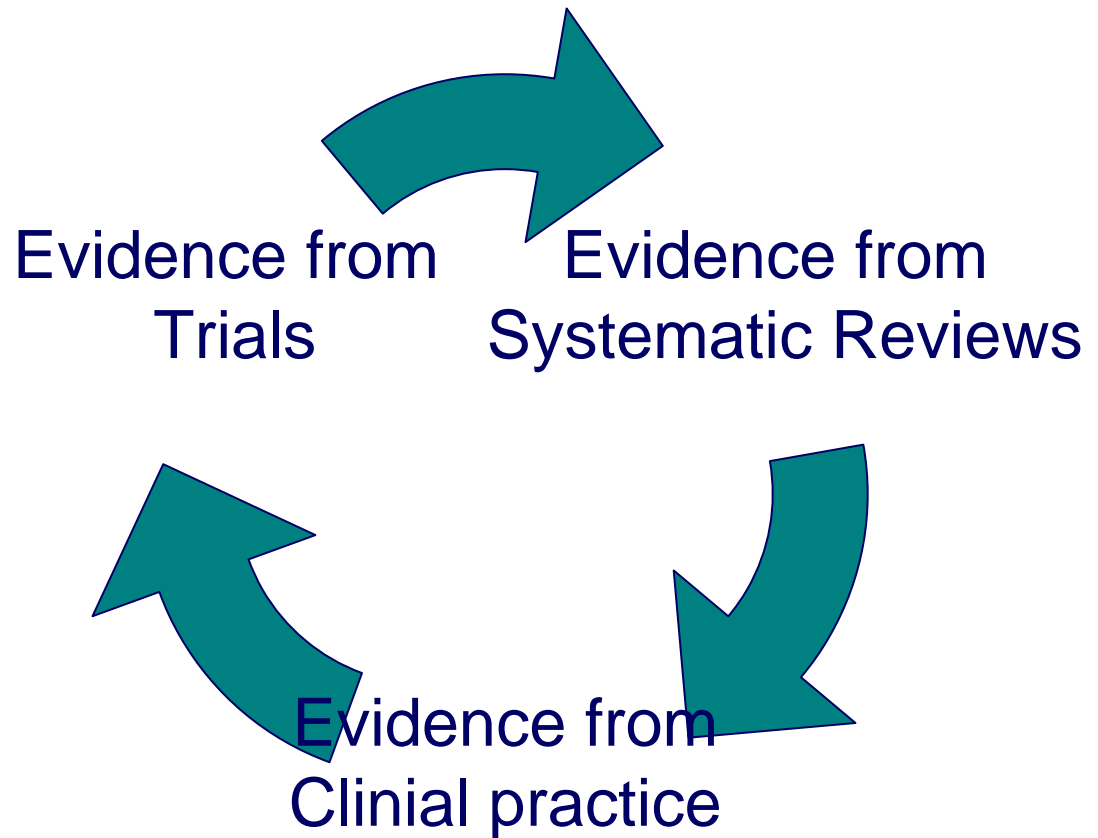 Evidence from
Trials
Evidence from
Systematic Reviews
Evidence from
Clinial practice